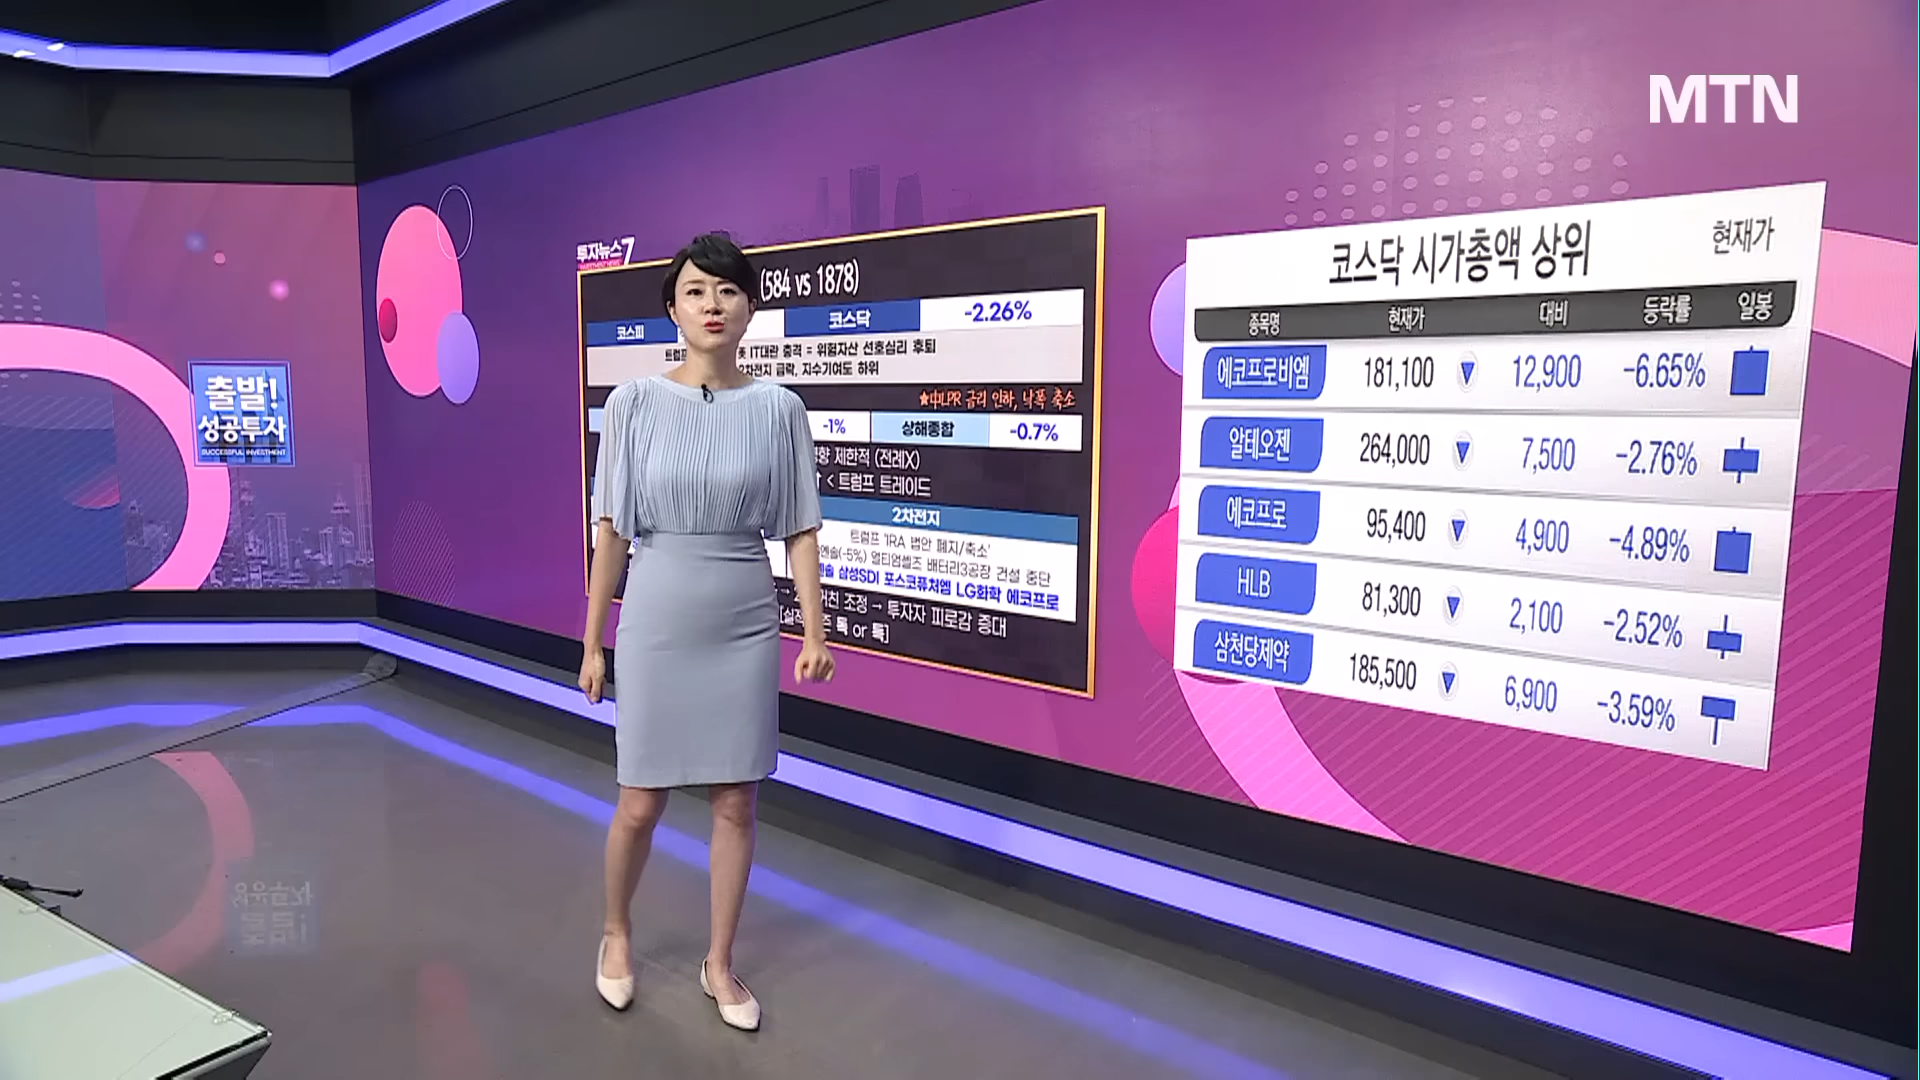 MTN
출발!
성공투자
SUCCESSFUL INVESTMENT
투자뉴스7
(584 vs 1878)
코스피 코스닥 -2.26%
IT대란 충격 = 위험자산 선호심리 후퇴
2차전지 급락, 지수기여도 하위
★中LPR 금리 인하, 낙폭 축소
-1% 상해종합 -0.7%
제한적 (전례X)
< 트럼프 트레이드
2차전지
트럼프 'IRA 법안 폐지/축소'
(-5%) 얼티엄셀즈 배터리3공장 건설 중단
삼성SDI 포스코퓨처엠 LG화학 에코프로
조정 → 투자자 피로감 증대
톡 or 톡]
코스닥 시가총액 상위 현재가
종목명 현재가 대비 등락률 일봉
에코프로비엠 181,100 ▼ 12,900 -6.65%
알테오젠 264,000 ▼ 7,500 -2.76%
에코프로 95,400 ▼ 4,900 -4.89%
HLB 81,300 ▼ 2,100 -2.52%
삼천당제약 185,500 ▼ 6,900 -3.59%